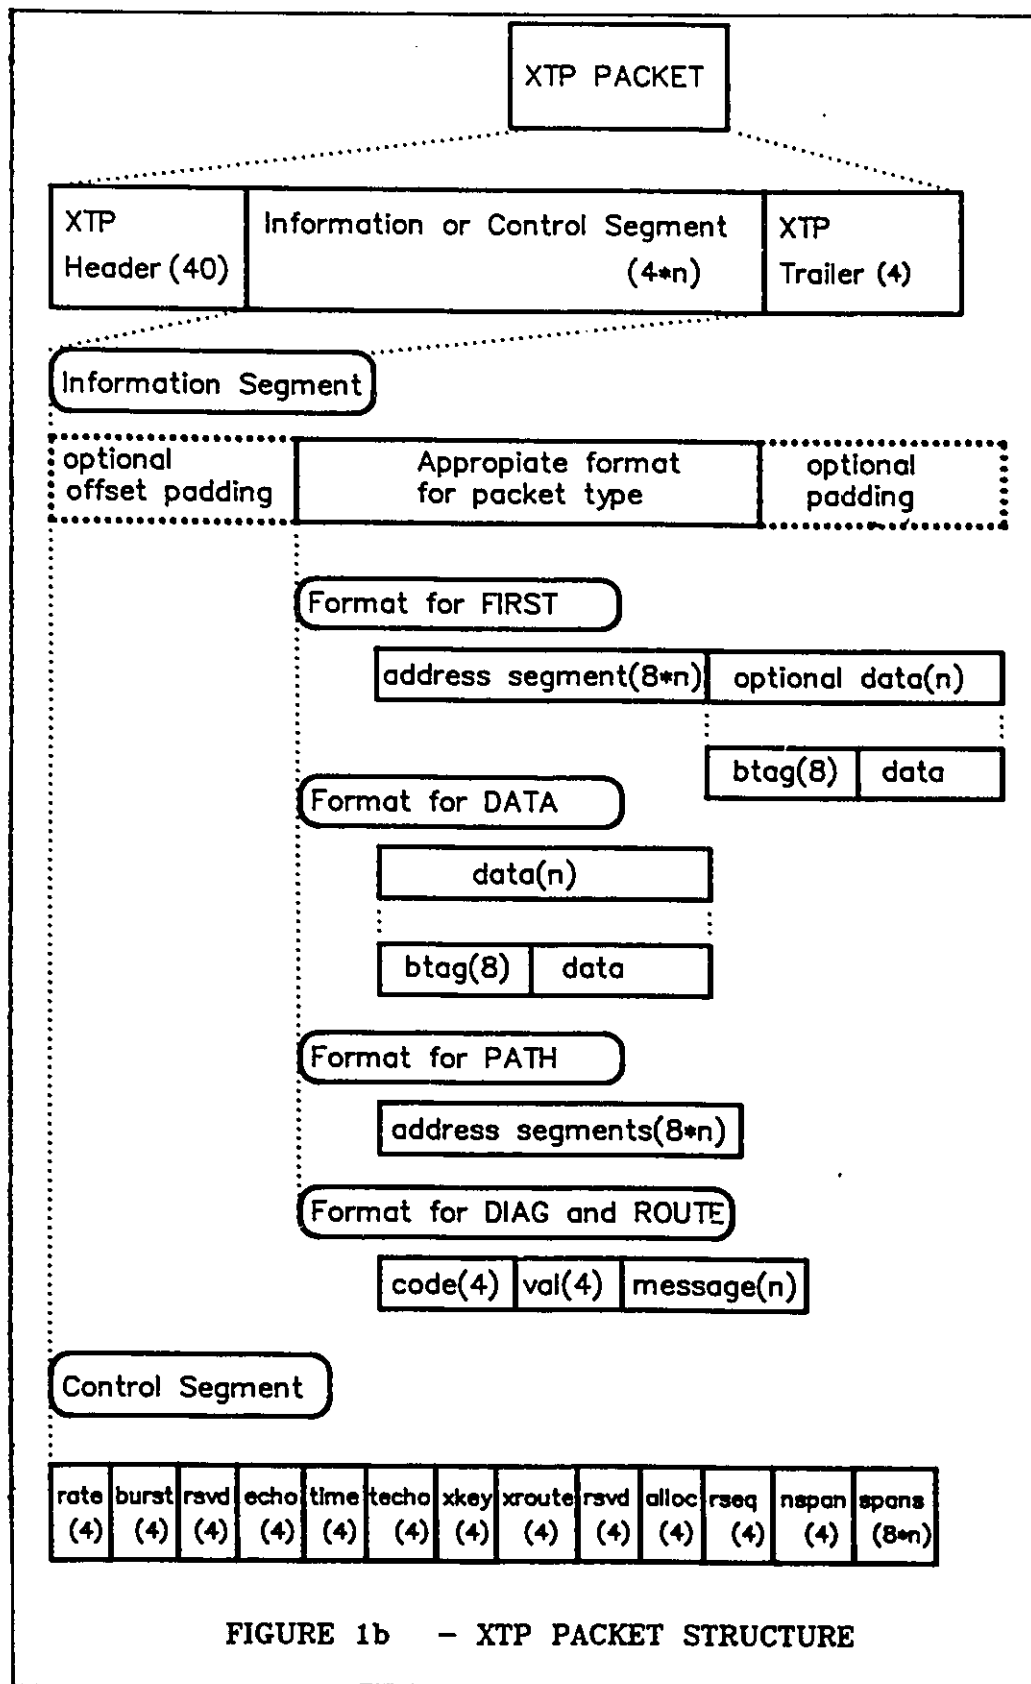 XTP PACKET
XTP
Header (40)
Information or Control Segment
(4*n)
XTP
Trailer (4)
Information Segment
optional
offset padding
Appropiate format
for packet type
optional
padding
Format for FIRST
address segment(8*n)
optional data(n)
btag(8)
data
Format for DATA
data(n)
btag(8)
data
Format for PATH
address segments(8*n)
Format for DIAG and ROUTE
code(4)
val(4)
message(n)
Control Segment
rate
(4)
burst
(4)
rsvd
(4)
echo
(4)
time
(4)
techo
(4)
xkey
(4)
xroute
(4)
rsvd
(4)
alloc
(4)
rseq
(4)
nspan
(4)
spans
(8*n)
FIGURE 1b - XTP PACKET STRUCTURE